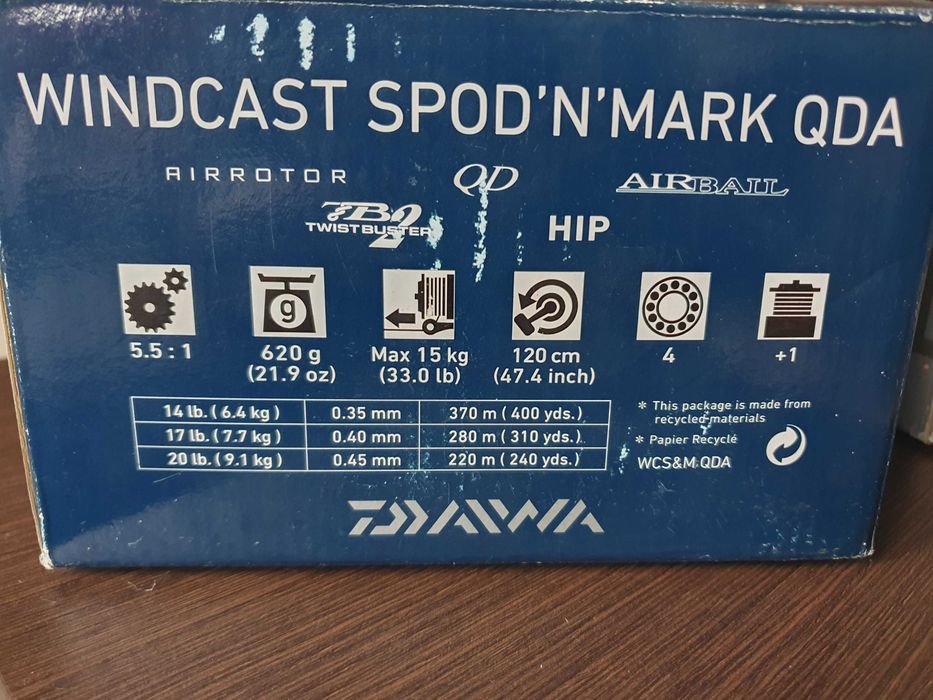 WINDCAST SPOD'N'MARK QDA
AIRROTOR QD AIRBAIL
TB2 TWISTBUSTER HIP
g
5.5 : 1 620 g Max 15 kg 120 cm 4 +1
(21.9 oz) (33.0 lb) (47.4 inch)
14 lb. ( 6.4 kg ) 0.35 mm 370 m ( 400 yds. )
17 lb. ( 7.7 kg ) 0.40 mm 280 m ( 310 yds. )
20 lb. ( 9.1 kg ) 0.45 mm 220 m ( 240 yds. )
* This package is made from
recycled materials
* Papier Recyclé
WCS&M QDA
DAIWA